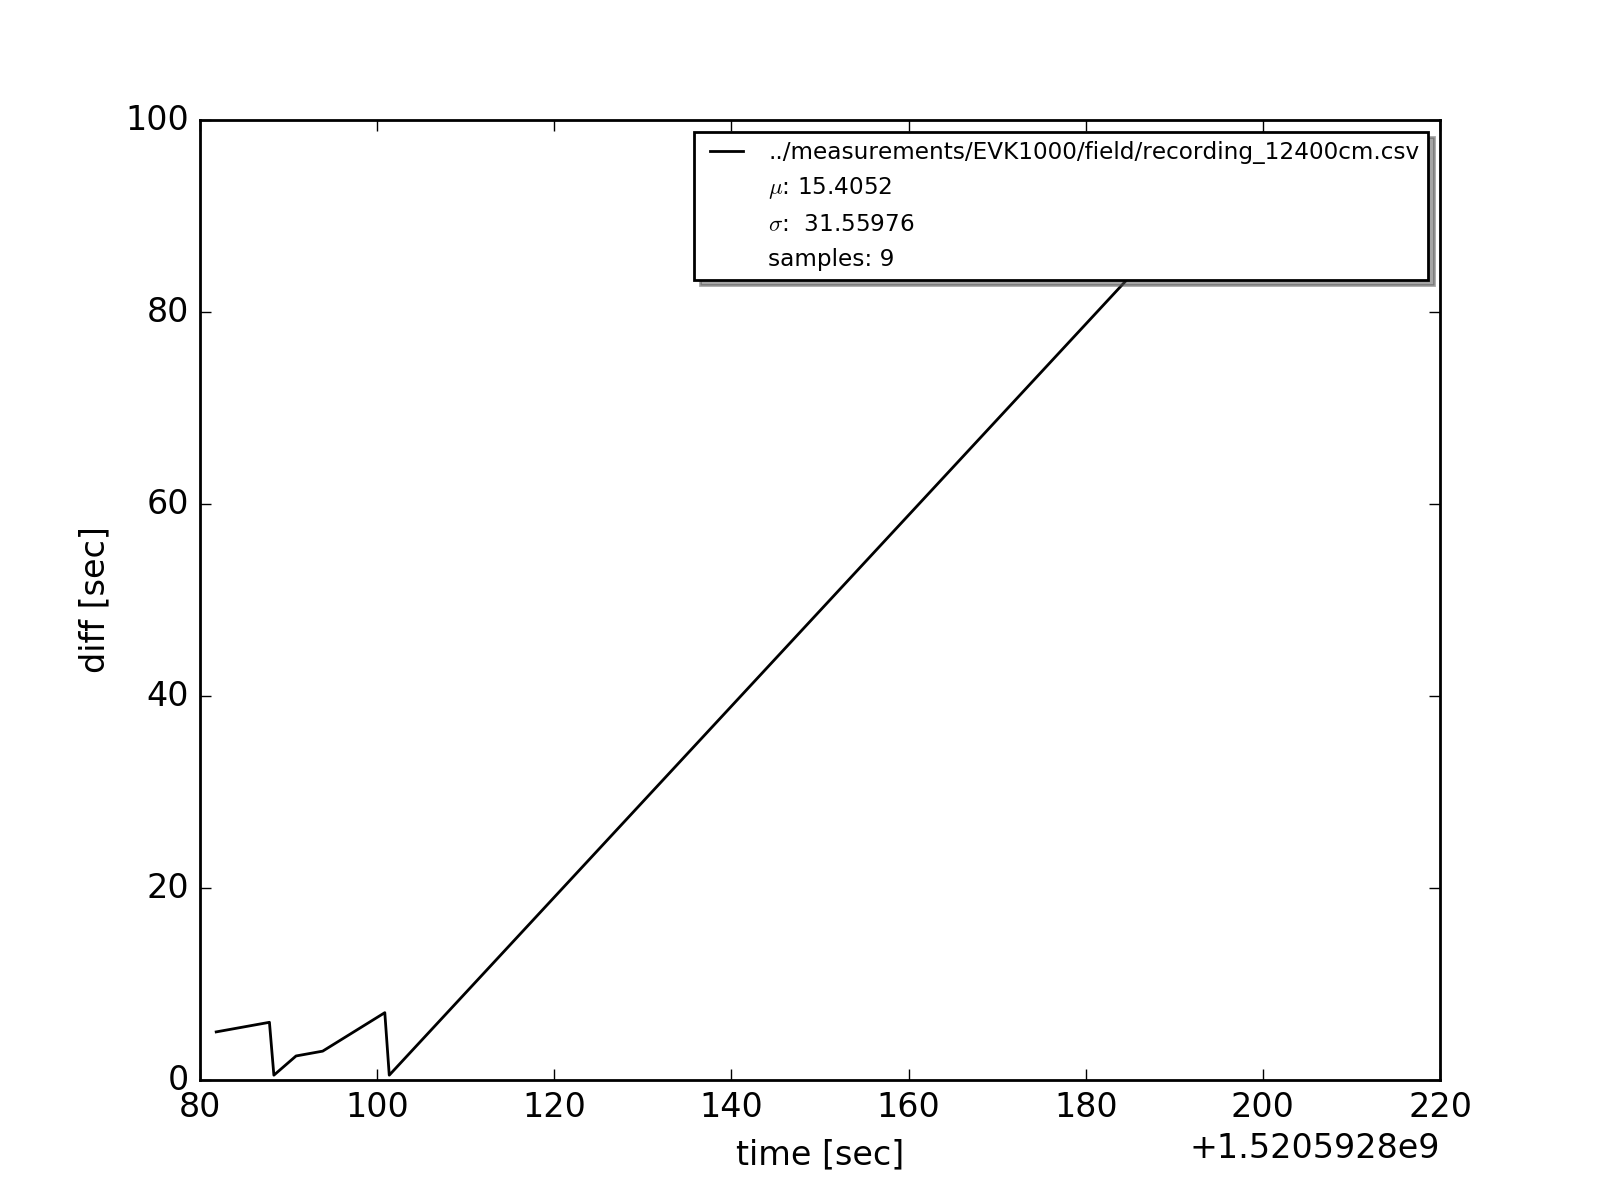 100
../measurements/EVK1000/field/recording_12400cm.csv
μ: 15.4052
σ: 31.55976
samples: 9
80
60
40
20
0
diff [sec]
80 100 120 140 160 180 200 220
time [sec]
+1.5205928e9